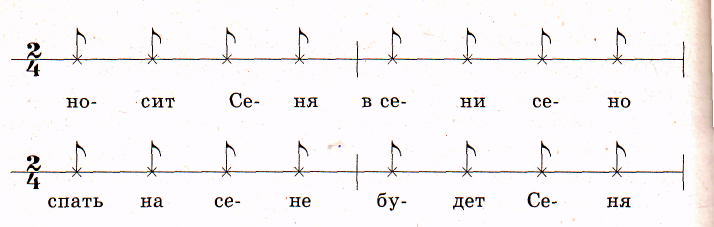 2/4
но- сит Се- ня в се- ни се- но
2/4
спать на се- не бу- дет Се- ня